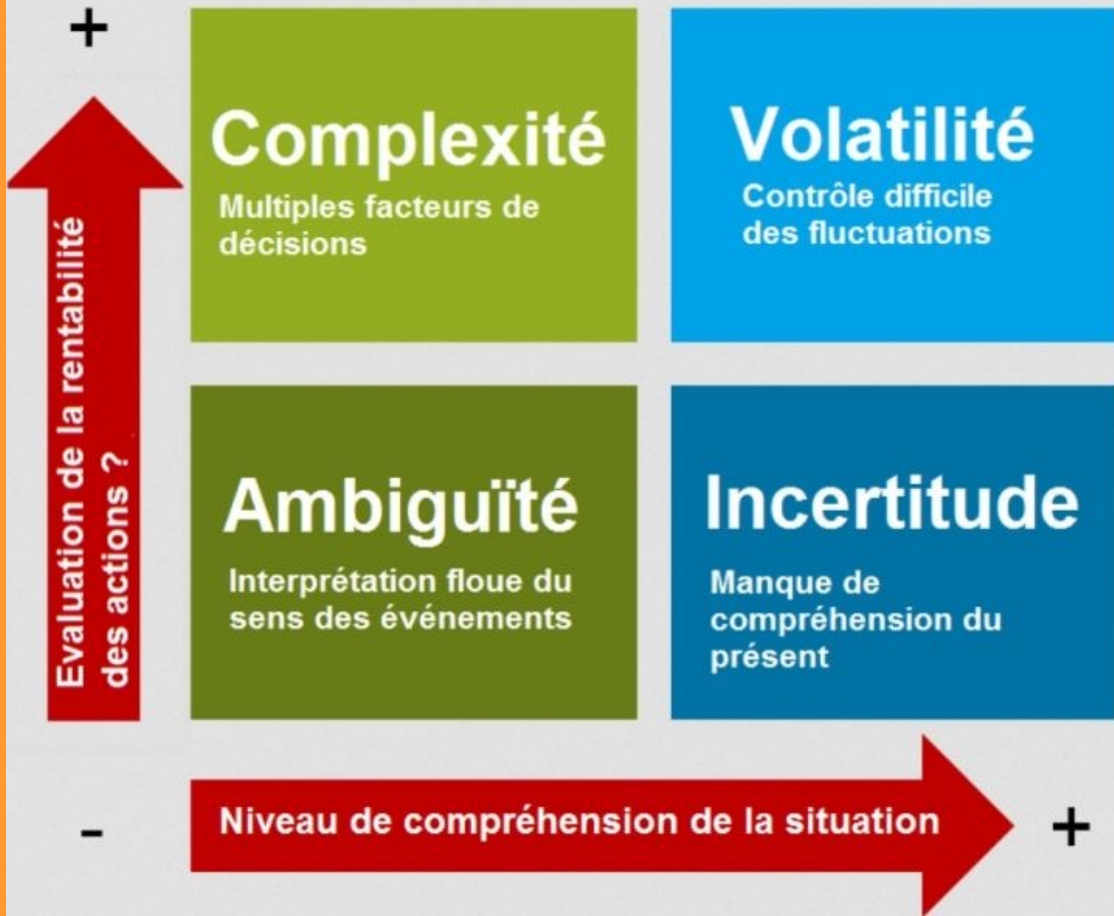 +
Evaluation de la rentabilité
des actions ?
Complexité
Multiples facteurs de
décisions
Volatilité
Contrôle difficile
des fluctuations
Ambiguïté
Interprétation floue du
sens des événements
Incertitude
Manque de
compréhension du
présent
-
Niveau de compréhension de la situation
+